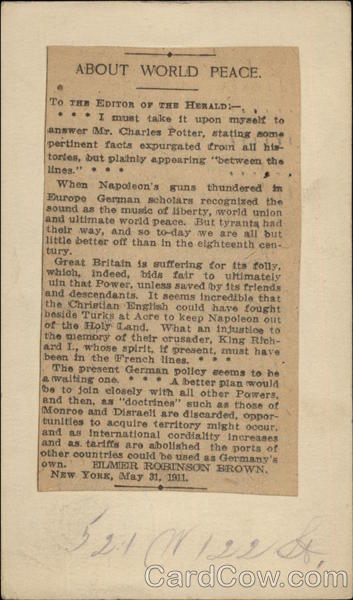 ABOUT WORLD PEACE.
TO THE EDITOR OF THE HERALD:—
* * * I must take it upon myself to
answer Mr. Charles Potter, stating some
pertinent facts expurgated from all his-
tories, but plainly appearing "between the
lines." * * *
When Napoleon's guns thundered in
Europe German scholars recognized the
sound as the music of liberty, world union
and ultimate world peace. But tyrants had
their way, and so to-day we are all but
little better off than in the eighteenth cen-
tury.
Great Britain is suffering for its folly,
which, indeed, bids fair to ultimately
uin that Power, unless saved by its friends
and descendants. It seems incredible that
the Christian English could have fought
beside Turks at Acre to keep Napoleon out
of the Holy Land. What an injustice to
the memory of their crusader, King Rich-
ard I., whose spirit, if present, must have
been in the French lines. * * *
The present German policy seems to be
a waiting one. * * * A better plan would
be to join closely with all other Powers,
and then, as "doctrines" such as those of
Monroe and Disraeli are discarded, oppor-
tunities to acquire territory might occur,
and as international cordiality increases
and as tariffs are abolished the ports of
other countries could be used as Germany's
own. ELMER ROBINSON BROWN.
NEW YORK, May 31, 1911.
521 W 122 St.
CardCow.com